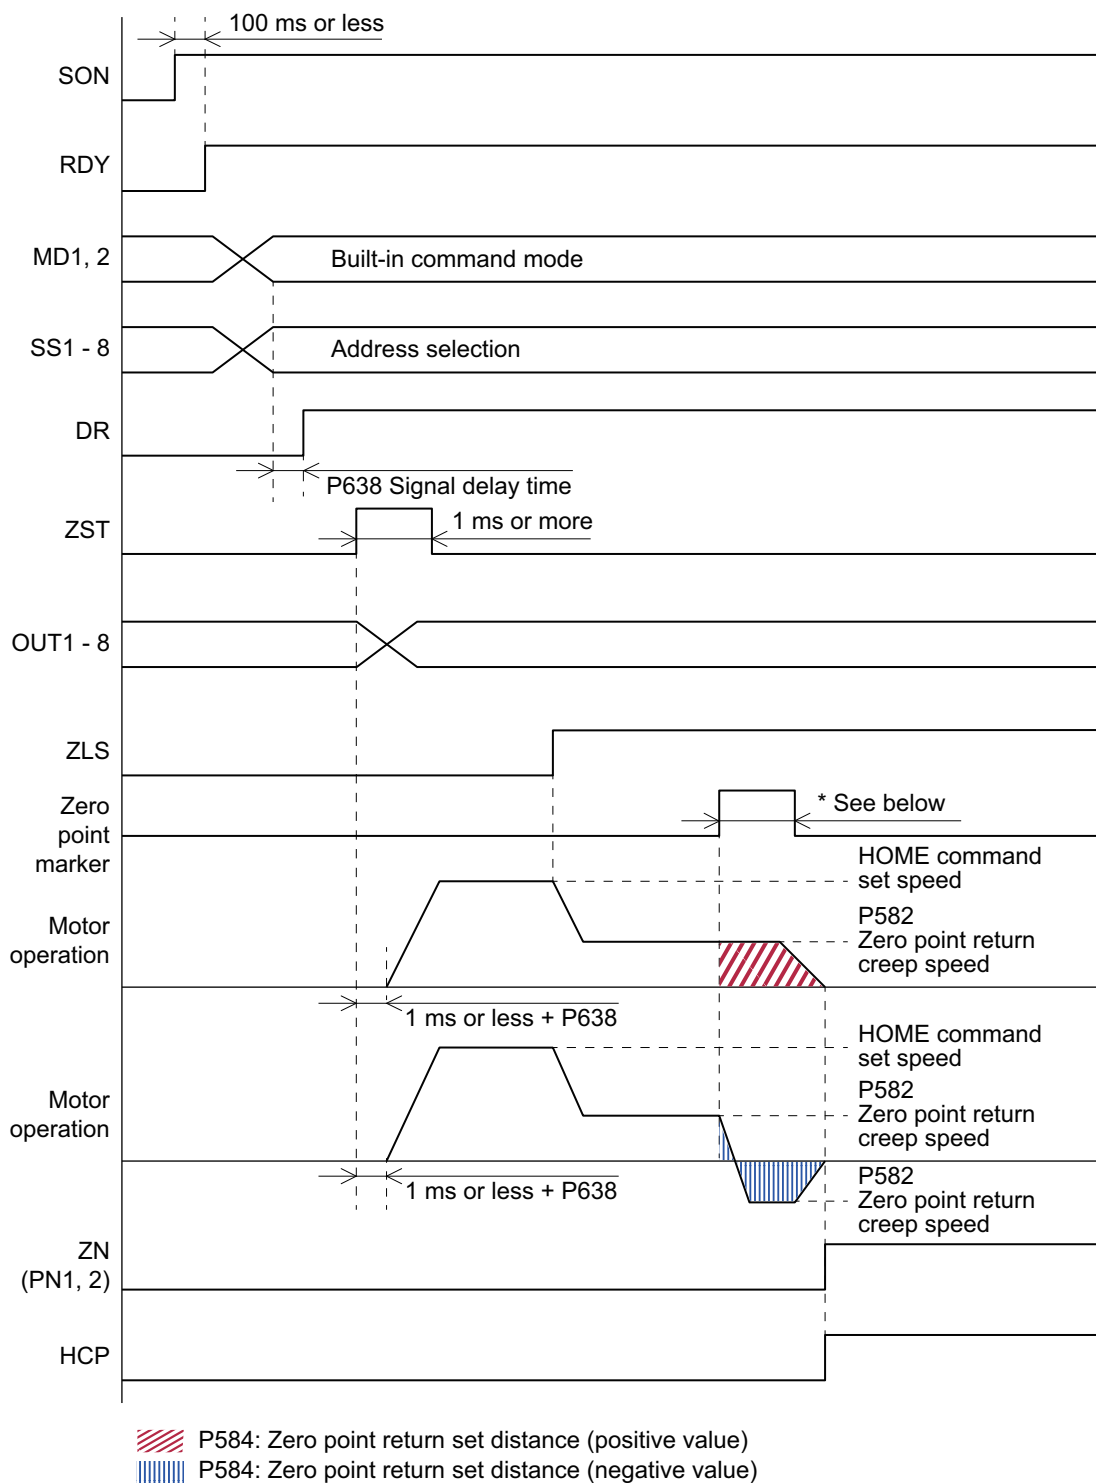 100 ms or less
SON
RDY
MD1, 2
Built-in command mode
SS1 - 8
Address selection
DR
P638 Signal delay time
ZST
1 ms or more
OUT1 - 8
ZLS
Zero
point
marker
* See below
HOME command
set speed
Motor
operation
P582
Zero point return
creep speed
1 ms or less + P638
HOME command
set speed
Motor
operation
P582
Zero point return
creep speed
1 ms or less + P638
P582
Zero point return
creep speed
ZN
(PN1, 2)
HCP
P584: Zero point return set distance (positive value)
P584: Zero point return set distance (negative value)